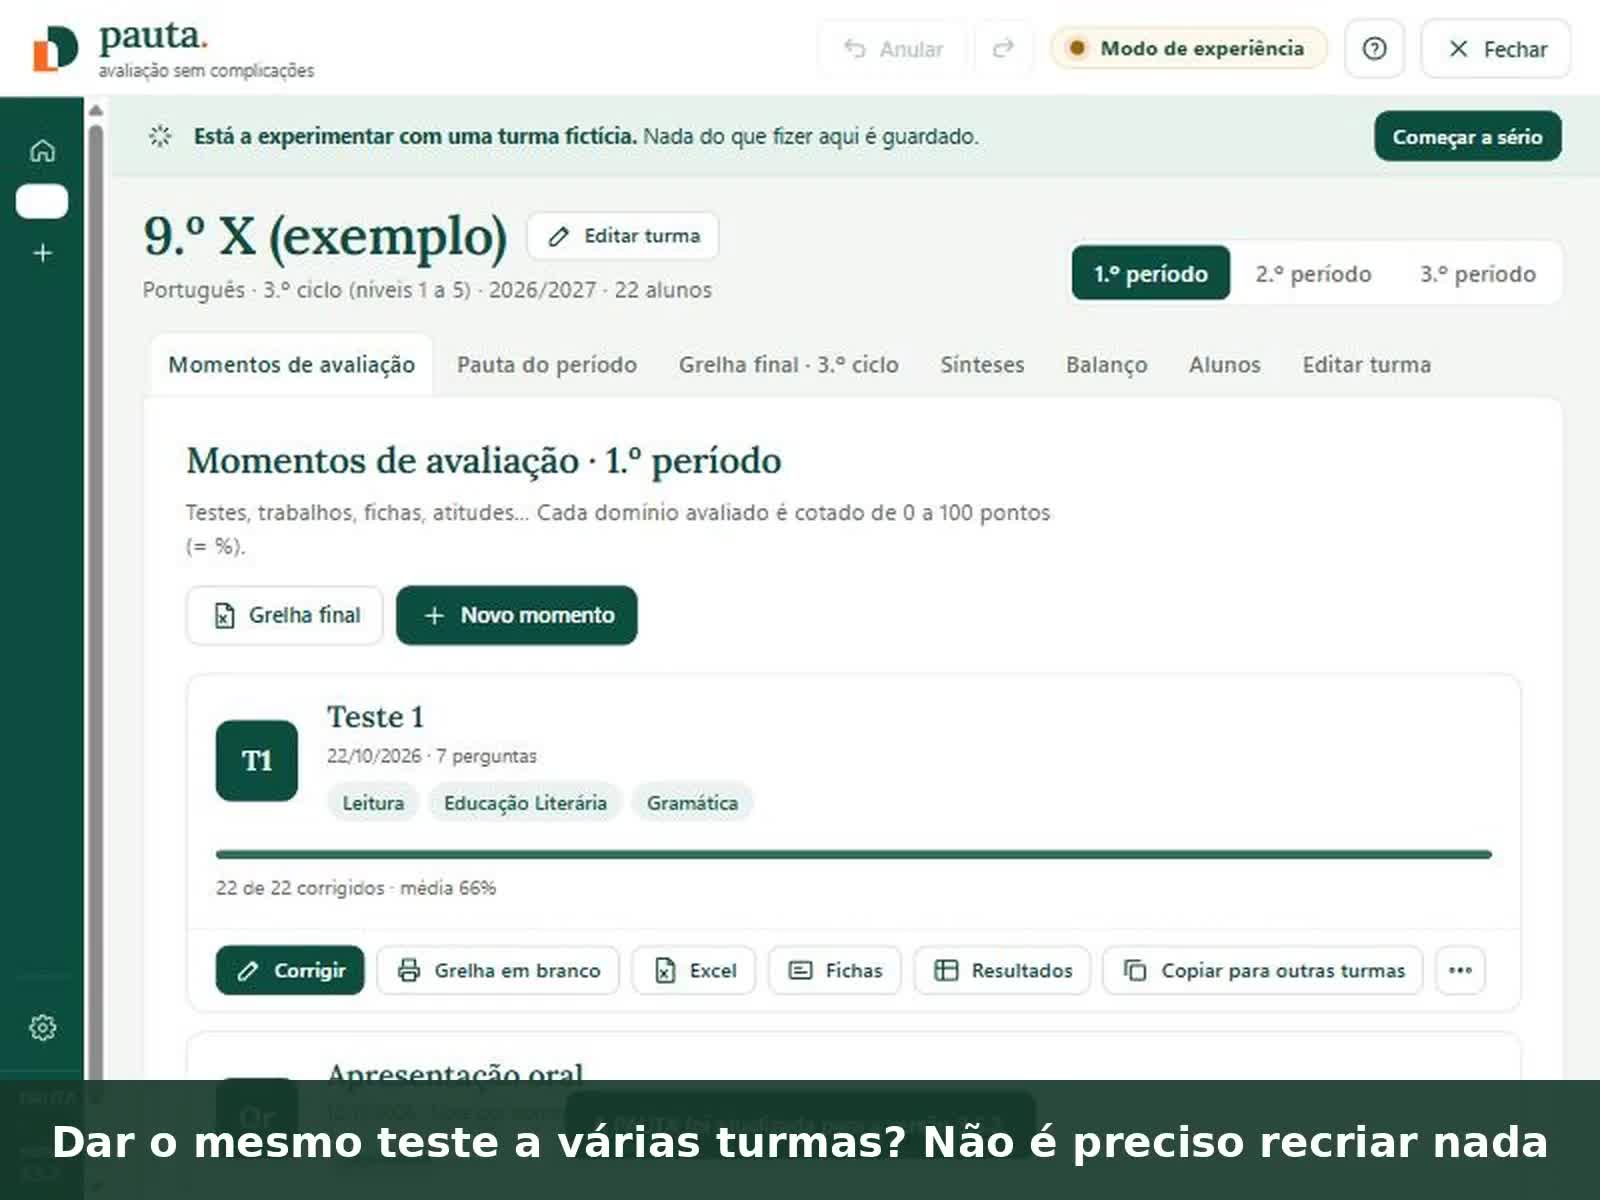 pauta.
avaliação sem complicações
Anular
Modo de experiência
Fechar
Está a experimentar com uma turma fictícia. Nada do que fizer aqui é guardado.
Começar a sério
9.º X (exemplo)
Editar turma
Português · 3.º ciclo (níveis 1 a 5) · 2026/2027 · 22 alunos
1.º período
2.º período
3.º período
Momentos de avaliação
Pauta do período
Grelha final · 3.º ciclo
Sínteses
Balanço
Alunos
Editar turma
Momentos de avaliação · 1.º período
Testes, trabalhos, fichas, atitudes... Cada domínio avaliado é cotado de 0 a 100 pontos
(= %).
Grelha final
Novo momento
T1
Teste 1
22/10/2026 · 7 perguntas
Leitura
Educação Literária
Gramática
22 de 22 corrigidos · média 66%
Corrigir
Grelha em branco
Excel
Fichas
Resultados
Copiar para outras turmas
Apresentação oral
Or
Dar o mesmo teste a várias turmas? Não é preciso recriar nada